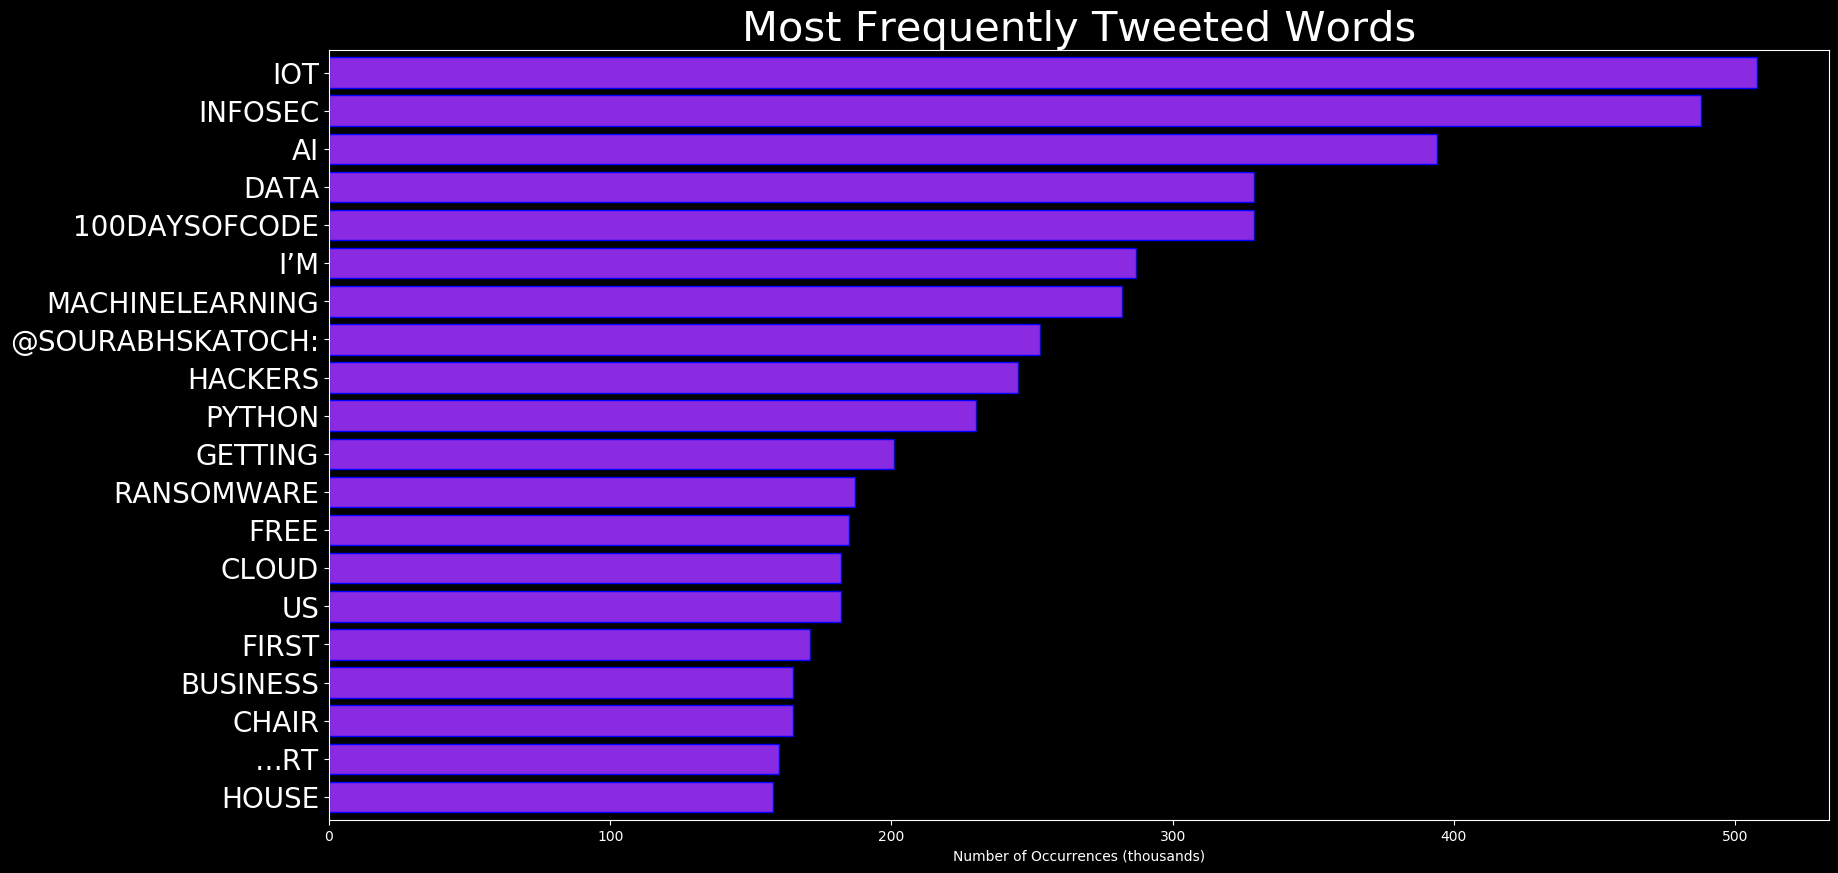 Most Frequently Tweeted Words
IOT
INFOSEC
AI
DATA
100DAYSOFCODE
I’M
MACHINELEARNING
@SOURABHSKATOCH:
HACKERS
PYTHON
GETTING
RANSOMWARE
FREE
CLOUD
US
FIRST
BUSINESS
CHAIR
…RT
HOUSE
0 100 200 300 400 500
Number of Occurrences (thousands)